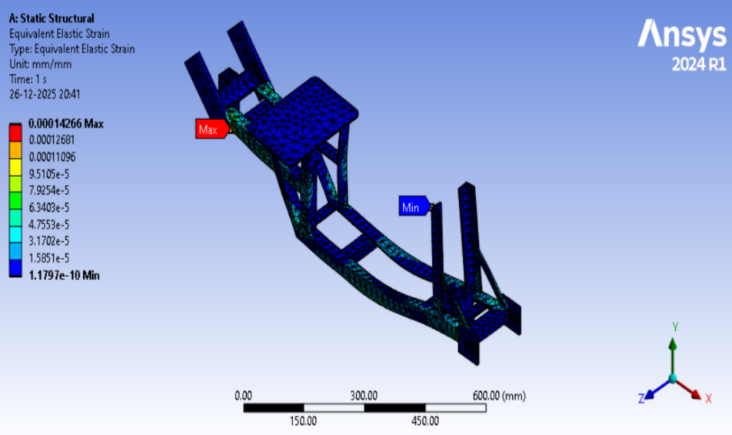 A: Static Structural
Equivalent Elastic Strain
Type: Equivalent Elastic Strain
Unit: mm/mm
Time: 1 s
26-12-2025 20:41
0.00014266 Max
0.00012681
0.00011096
9.5105e-5
7.9254e-5
6.3403e-5
4.7553e-5
3.1702e-5
1.5851e-5
1.1797e-10 Min
Max
Min
Ansys
2024 R1
0.00 300.00 600.00 (mm)
150.00 450.00
Y
Z X